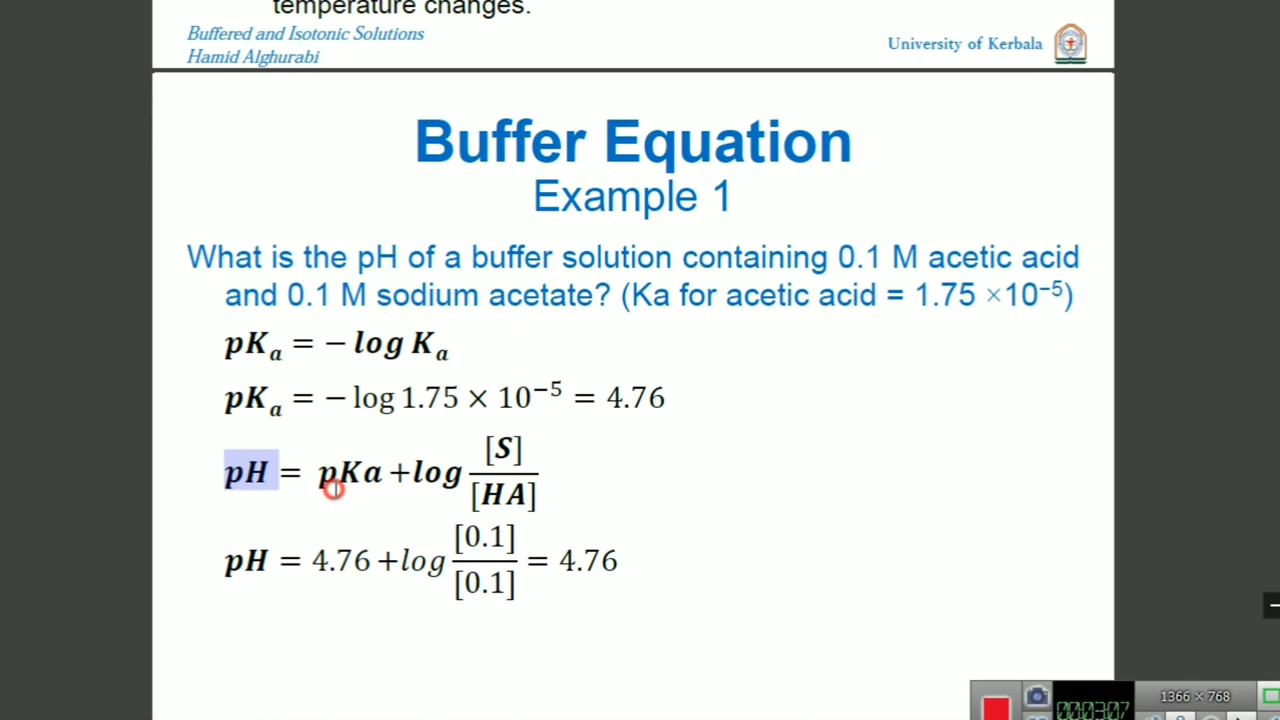 temperature changes.
Buffered and Isotonic Solutions
Hamid Alghurabi
University of Kerbala
Buffer Equation
Example 1
What is the pH of a buffer solution containing 0.1 M acetic acid
and 0.1 M sodium acetate? (Ka for acetic acid = 1.75 ×10⁻⁵)
pKₐ = − log Kₐ
pKₐ = − log 1.75 × 10⁻⁵ = 4.76
pH = pKa + log [S] / [HA]
pH = 4.76 + log [0.1] / [0.1] = 4.76
1366 × 768
000:03:07